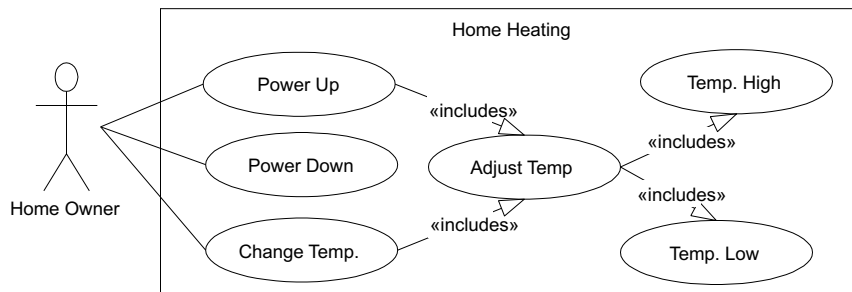 Home Heating
Power Up
Temp. High
«includes»
«includes»
Power Down
Adjust Temp
Home Owner
«includes»
«includes»
Change Temp.
Temp. Low